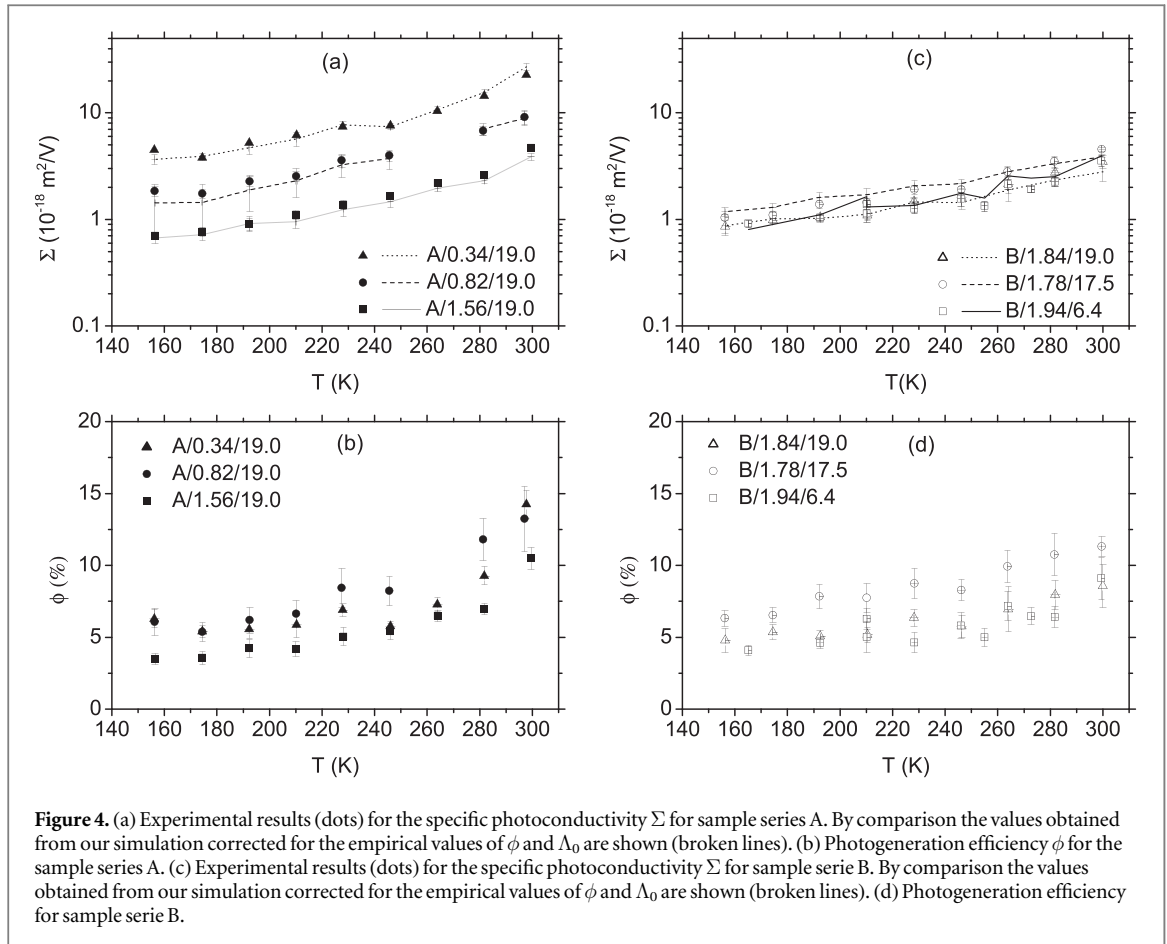 (a)
10
1
0.1
Σ (10⁻¹⁸ m²/V)
A/0.34/19.0
A/0.82/19.0
A/1.56/19.0
140 160 180 200 220 240 260 280 300
T (K)
(c)
10
1
0.1
Σ (10⁻¹⁸ m²/V)
B/1.84/19.0
B/1.78/17.5
B/1.94/6.4
140 160 180 200 220 240 260 280 300
T(K)
(b)
20
15
10
5
0
ϕ (%)
A/0.34/19.0
A/0.82/19.0
A/1.56/19.0
140 160 180 200 220 240 260 280 300
T (K)
(d)
20
15
10
5
0
ϕ (%)
B/1.84/19.0
B/1.78/17.5
B/1.94/6.4
140 160 180 200 220 240 260 280 300
T (K)
Figure 4. (a) Experimental results (dots) for the specific photoconductivity Σ for sample series A. By comparison the values obtained
from our simulation corrected for the empirical values of ϕ and Λ₀ are shown (broken lines). (b) Photogeneration efficiency ϕ for the
sample series A. (c) Experimental results (dots) for the specific photoconductivity Σ for sample serie B. By comparison the values
obtained from our simulation corrected for the empirical values of ϕ and Λ₀ are shown (broken lines). (d) Photogeneration efficiency
for sample serie B.